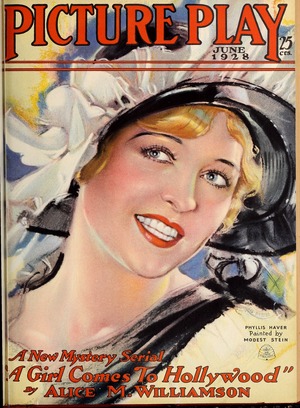 PICTURE PLAY
25 cts.
JUNE
1928
PHYLLIS HAVER
Painted by
MODEST STEIN
A New Mystery Serial
"A Girl Comes To Hollywood"
By ALICE M. WILLIAMSON